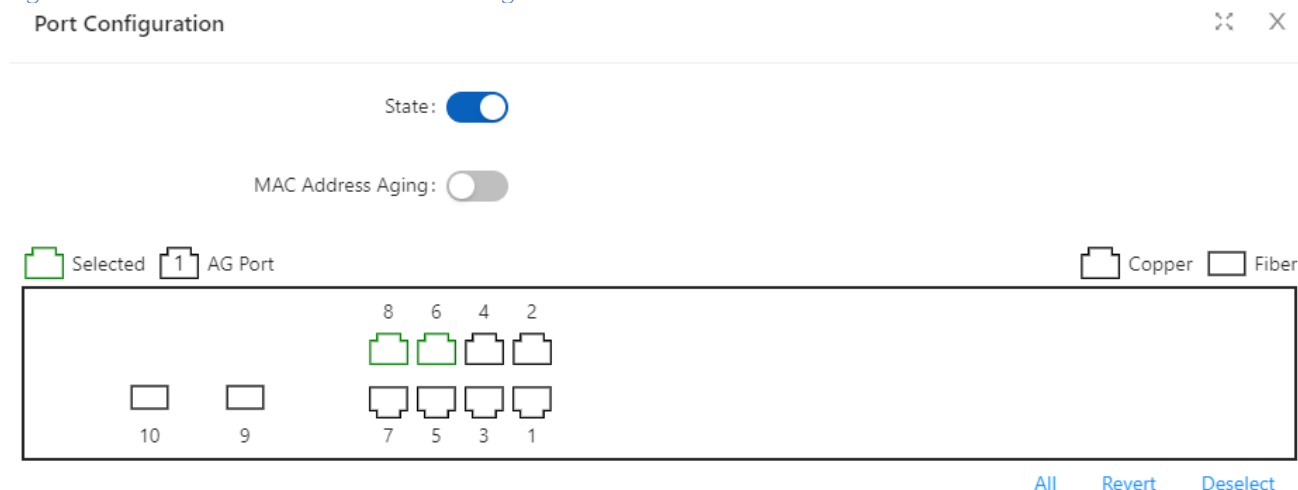 Port Configuration
State:
MAC Address Aging:
Selected 1 AG Port Copper Fiber
8 6 4 2
10 9 7 5 3 1
All Revert Deselect